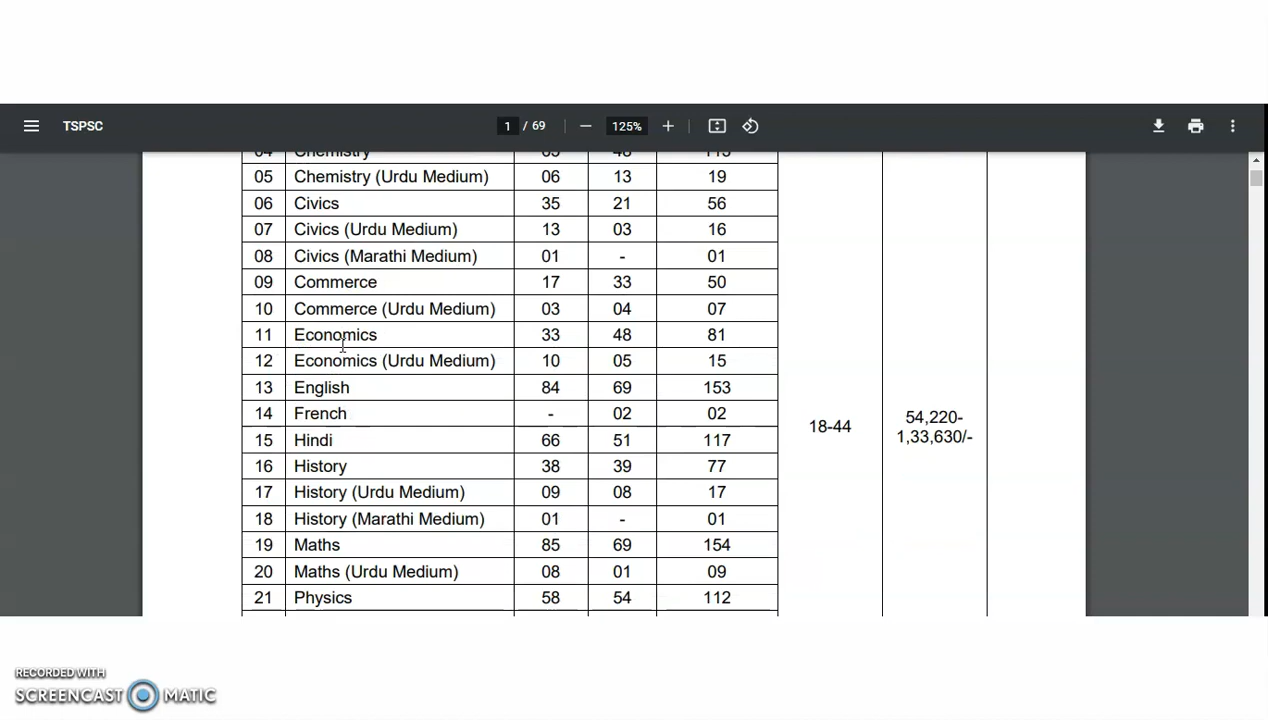 TSPSC 1 / 69 125%
04 Chemistry 65 48 113
05 Chemistry (Urdu Medium) 06 13 19
06 Civics 35 21 56
07 Civics (Urdu Medium) 13 03 16
08 Civics (Marathi Medium) 01 - 01
09 Commerce 17 33 50
10 Commerce (Urdu Medium) 03 04 07
11 Economics 33 48 81
12 Economics (Urdu Medium) 10 05 15
13 English 84 69 153
14 French - 02 02
15 Hindi 66 51 117
16 History 38 39 77
17 History (Urdu Medium) 09 08 17
18 History (Marathi Medium) 01 - 01
19 Maths 85 69 154
20 Maths (Urdu Medium) 08 01 09
21 Physics 58 54 112
18-44
54,220-
1,33,630/-
RECORDED WITH
SCREENCAST MATIC